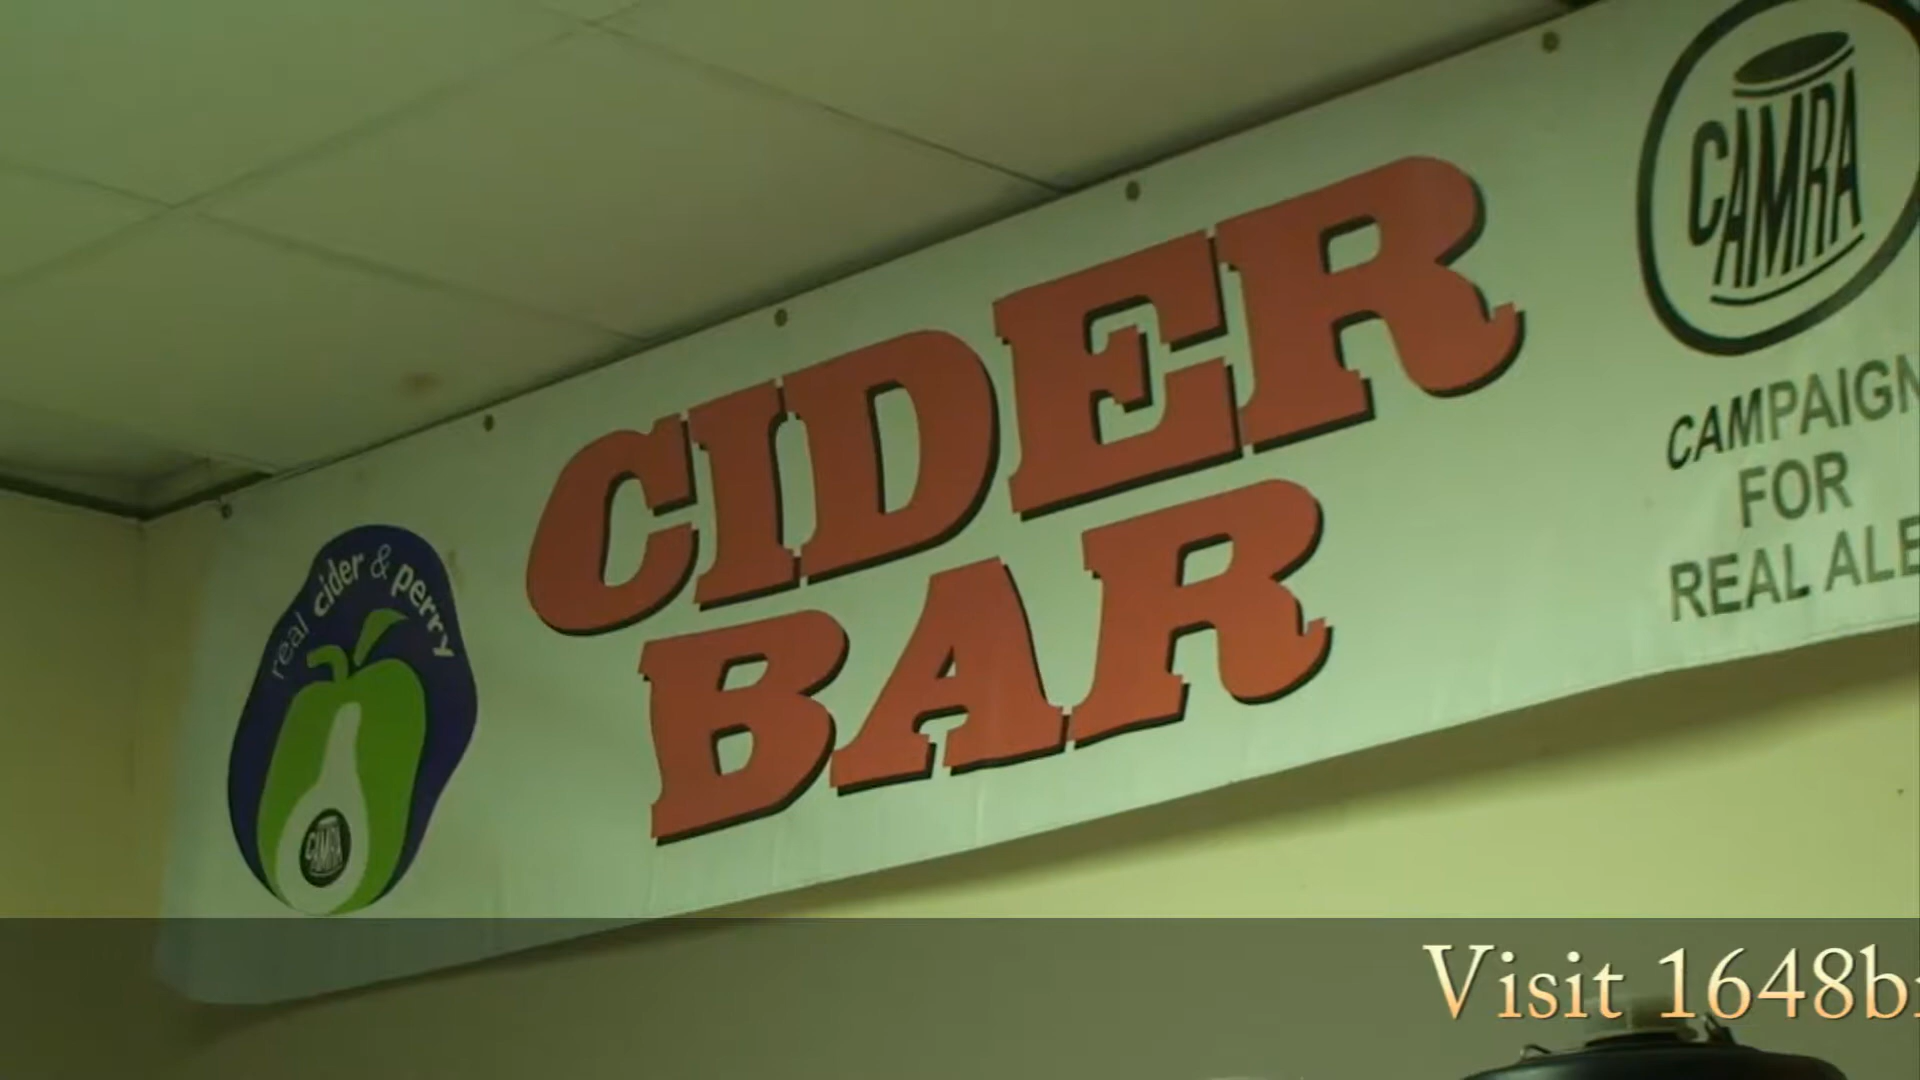 CIDER
BAR
real cider & perry
CAMRA
CAMRA
CAMPAIGN
FOR
REAL ALE
Visit 1648b